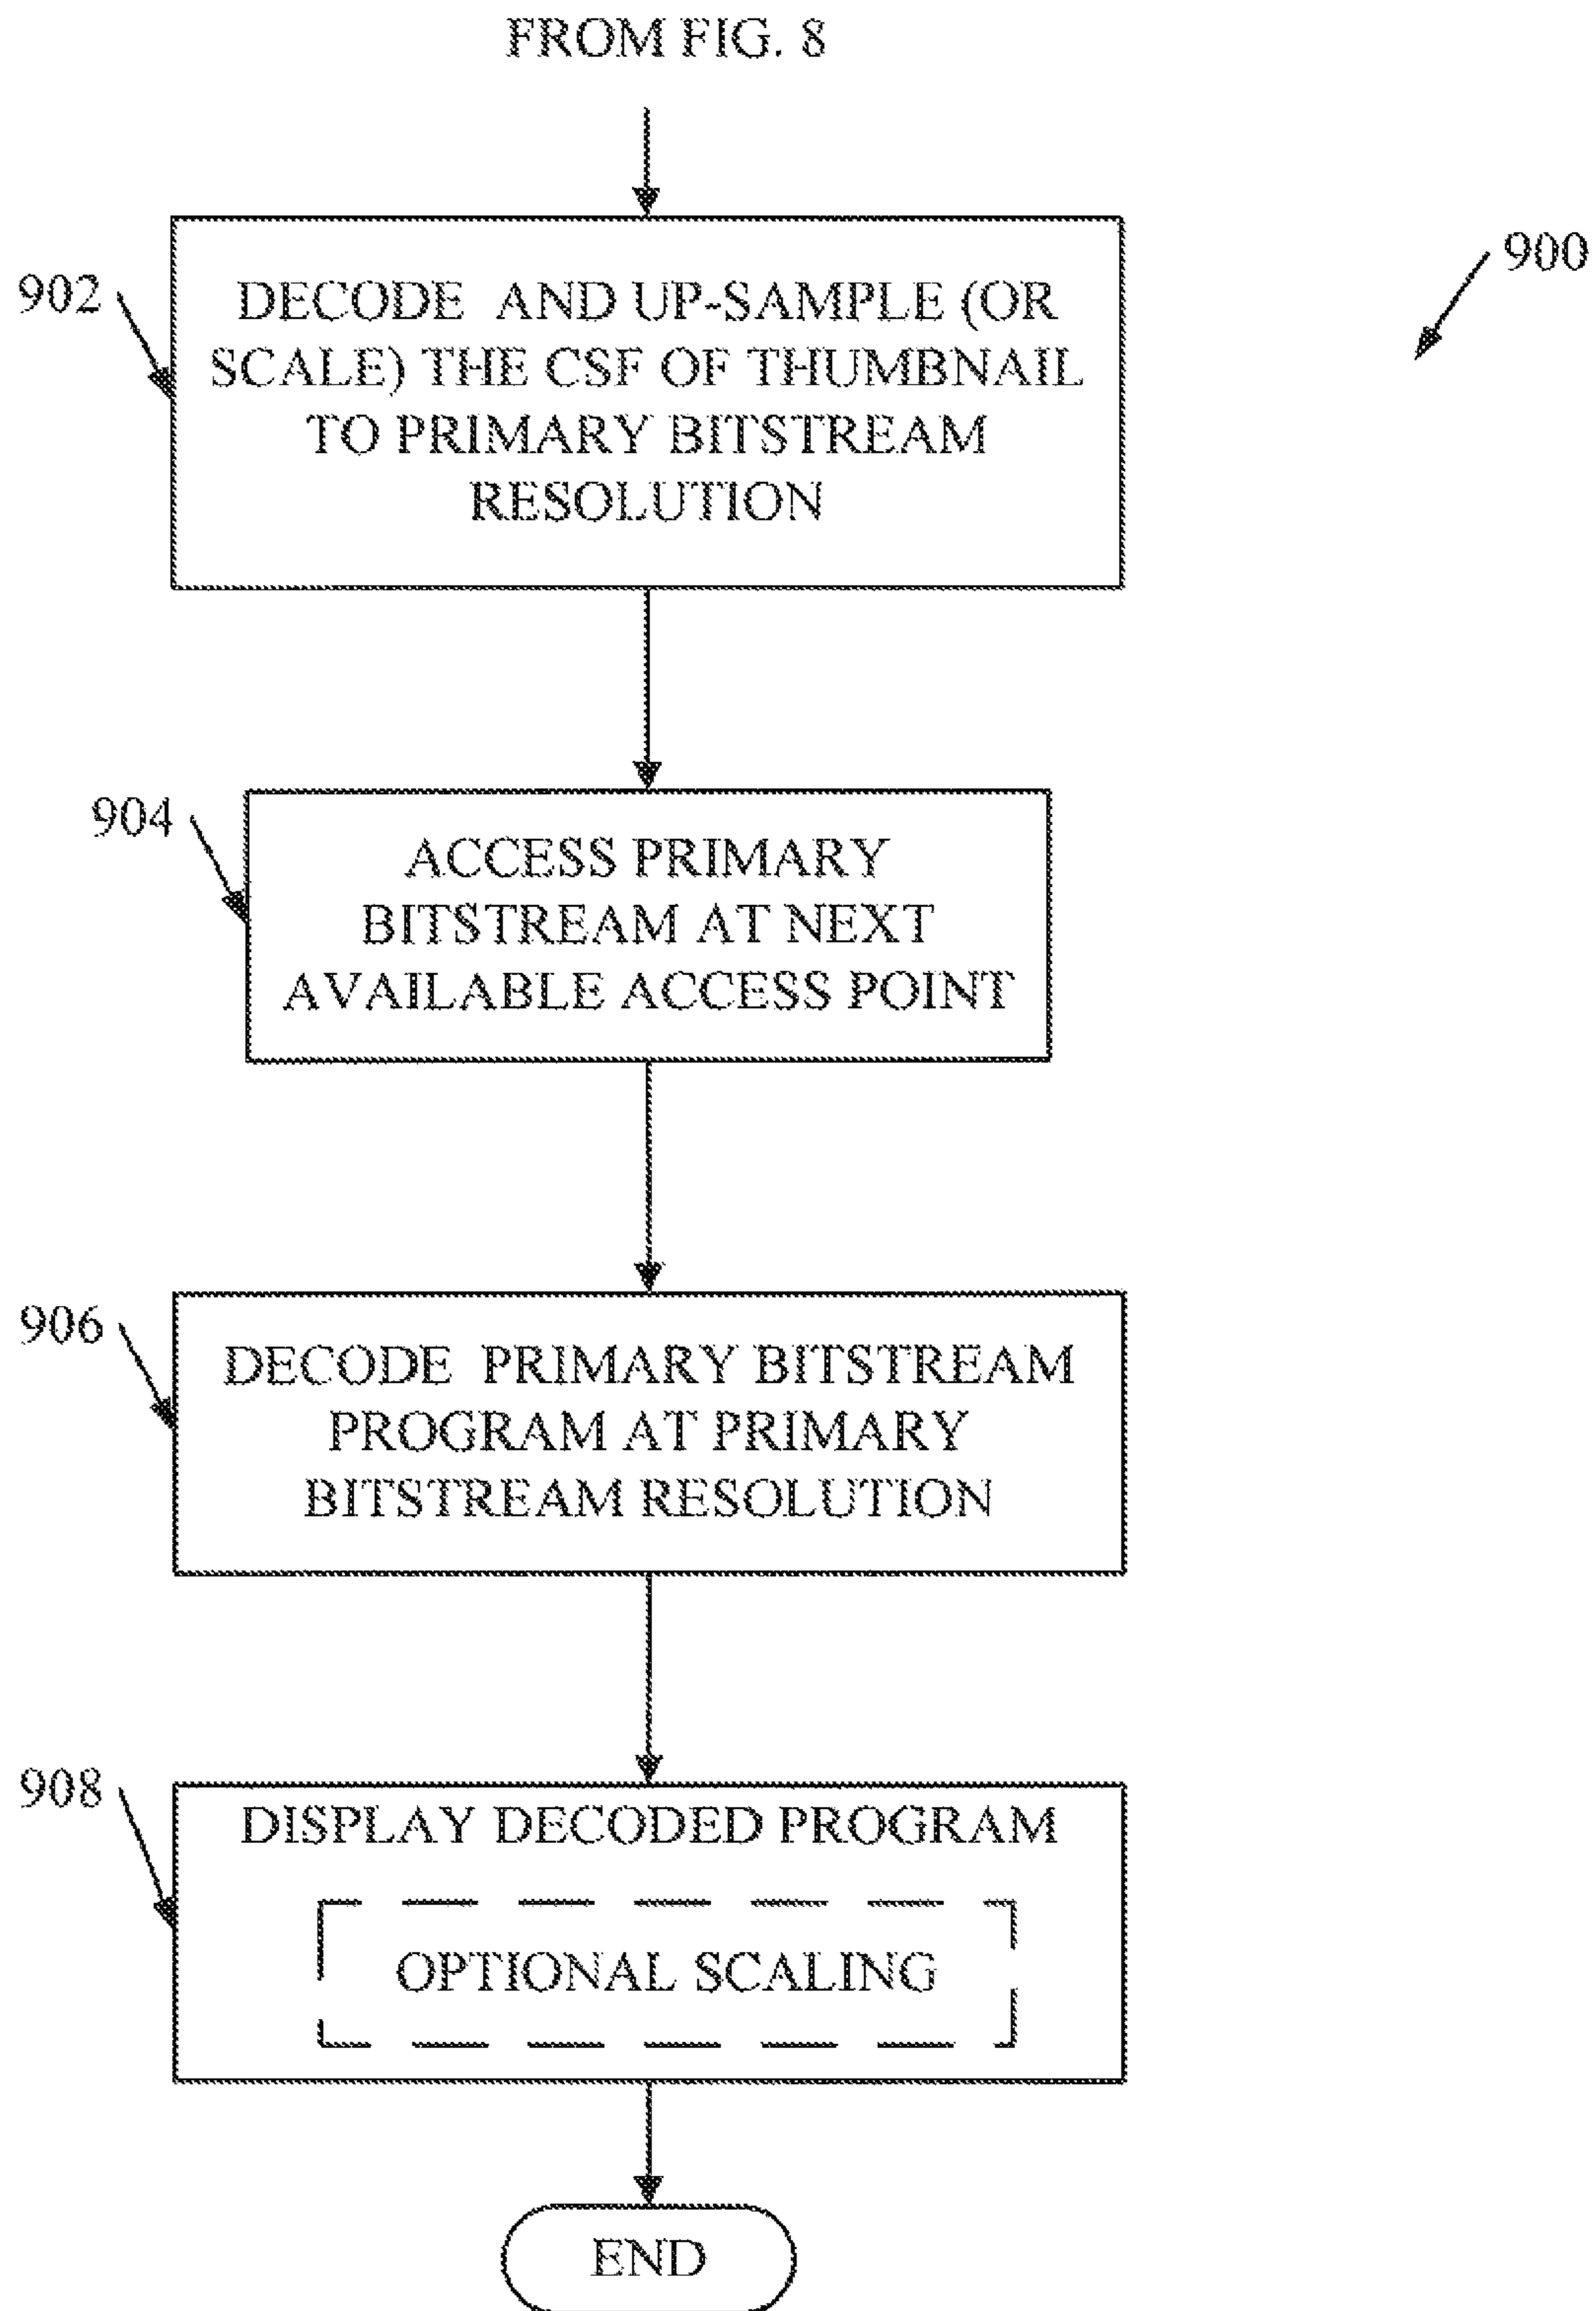 FROM FIG. 8
900
902
DECODE AND UP-SAMPLE (OR
SCALE) THE CSF OF THUMBNAIL
TO PRIMARY BITSTREAM
RESOLUTION
904
ACCESS PRIMARY
BITSTREAM AT NEXT
AVAILABLE ACCESS POINT
906
DECODE PRIMARY BITSTREAM
PROGRAM AT PRIMARY
BITSTREAM RESOLUTION
908
DISPLAY DECODED PROGRAM
OPTIONAL SCALING
END